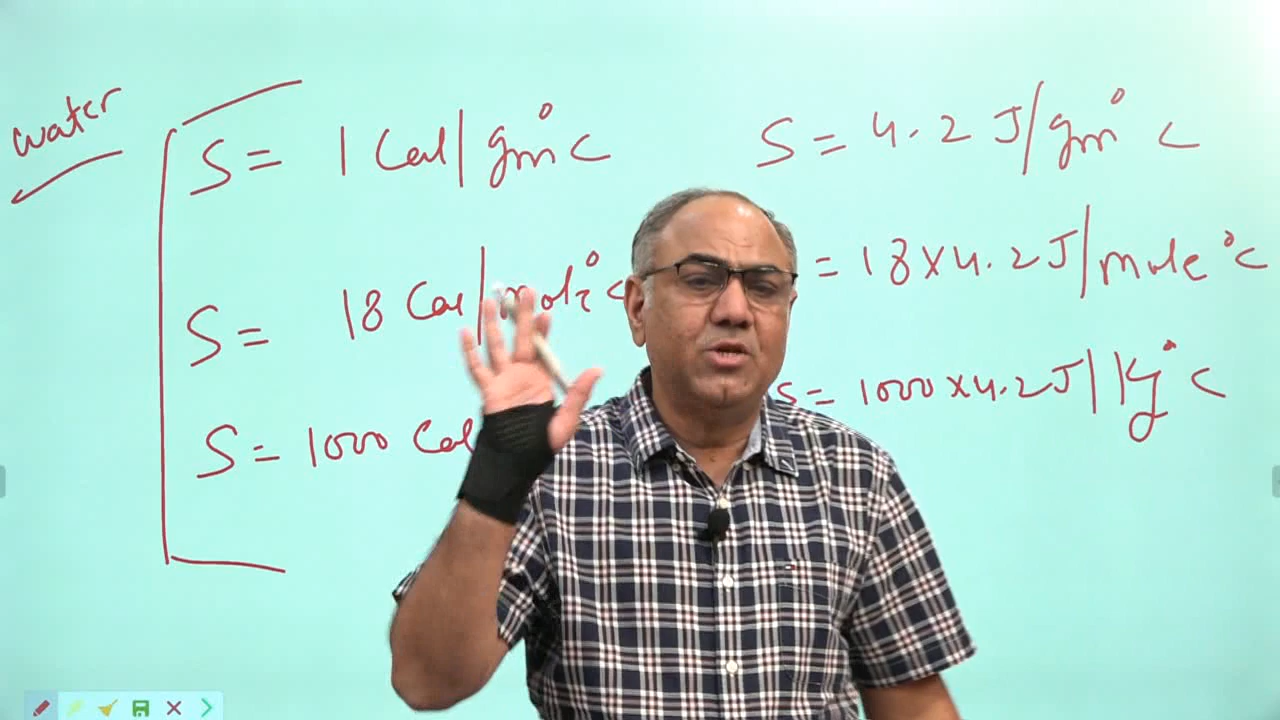 water
S = 1 Cal/gm°c
S = 4.2 J/gm°c
S = 18 Cal/mole°c
= 18×4.2 J/mole°c
S = 1000 Cal
S = 1000×4.2 J/Kg°c